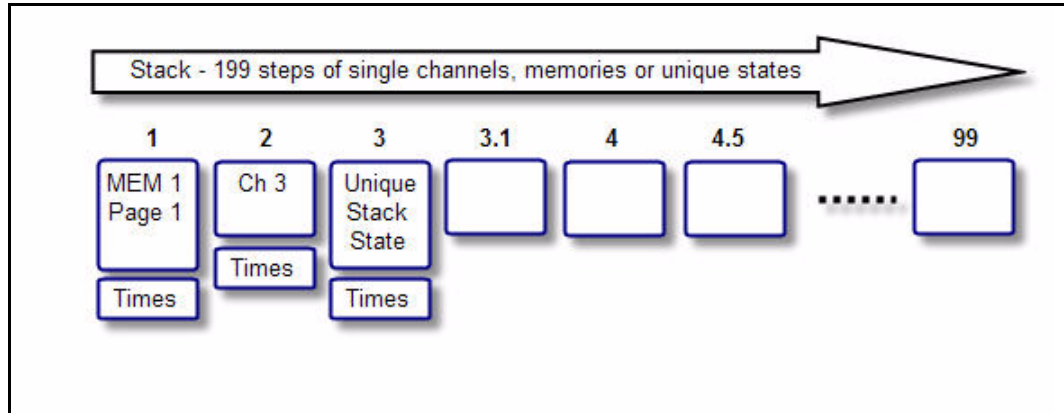 Stack - 199 steps of single channels, memories or unique states
1 2 3 3.1 4 4.5 99
MEM 1
Page 1
Times
Ch 3
Times
Unique
Stack
State
Times